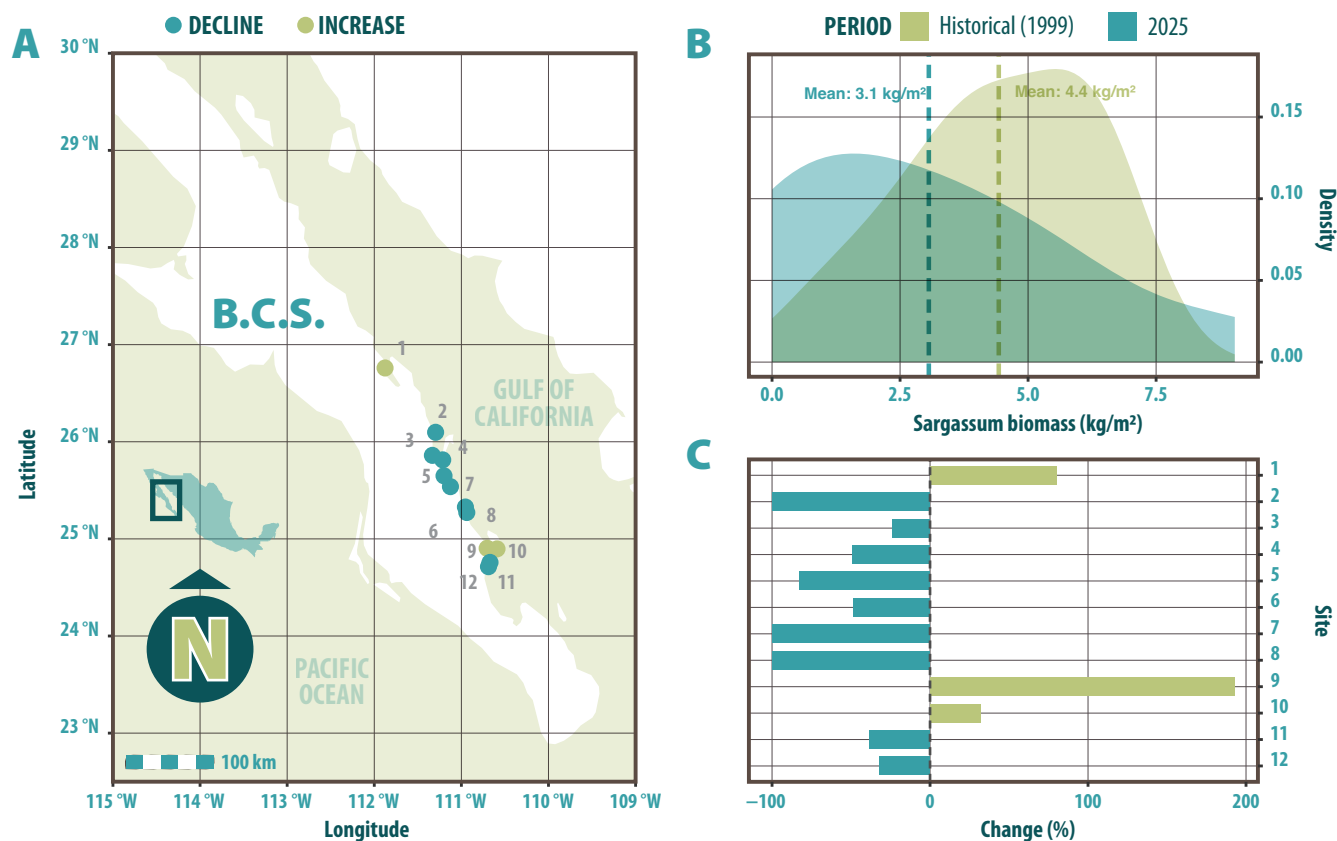 A
DECLINE
INCREASE
30 °N
29 °N
28 °N
27 °N
26 °N
25 °N
24 °N
23 °N
Latitude
B.C.S.
GULF OF
CALIFORNIA
PACIFIC
OCEAN
1
2
3
4
5
7
6
8
9
10
12
11
N
100 km
115 °W
114 °W
113 °W
112 °W
111 °W
110 °W
109 °W
Longitude
B
PERIOD
Historical (1999)
2025
Mean: 3.1 kg/m²
Mean: 4.4 kg/m²
0.15
0.10
0.05
0.00
Density
0.0
2.5
5.0
7.5
Sargassum biomass (kg/m²)
C
1
2
3
4
5
6
7
8
9
10
11
12
Site
−100
0
100
200
Change (%)